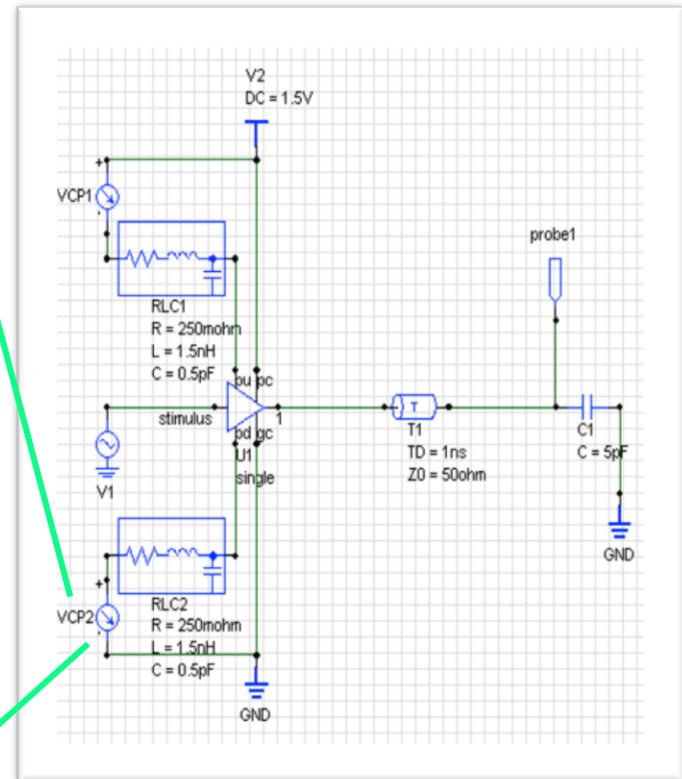 V2
DC = 1.5V
+
VCP1
-
probe1
RLC1
R = 250mohm
L = 1.5nH
C = 0.5pF
pu pc
stimulus
1
T
T1
TD = 1ns
Z0 = 50ohm
C1
C = 5pF
pd gc
U1
single
V1
GND
+
VCP2
-
RLC2
R = 250mohm
L = 1.5nH
C = 0.5pF
GND